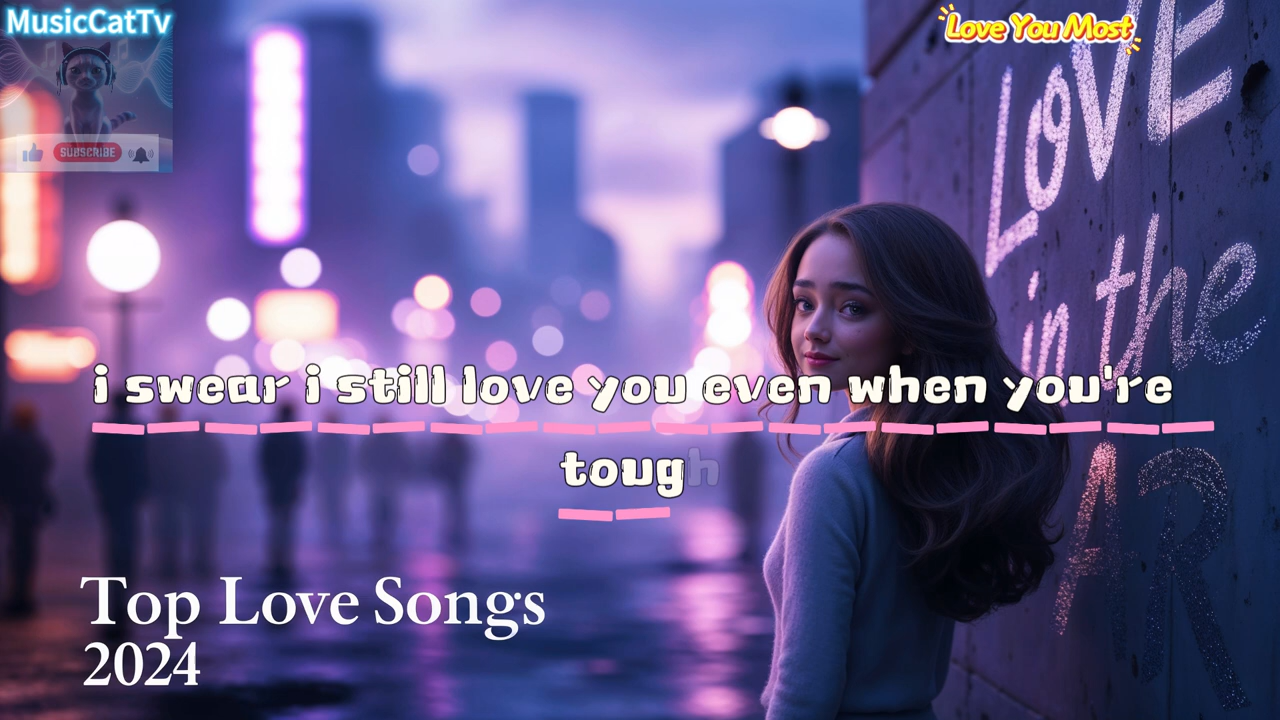 MusicCatTv
Love You Most
SUBSCRIBE
LOVE
in the
AR
i swear i still love you even when you're
tough
Top Love Songs
2024